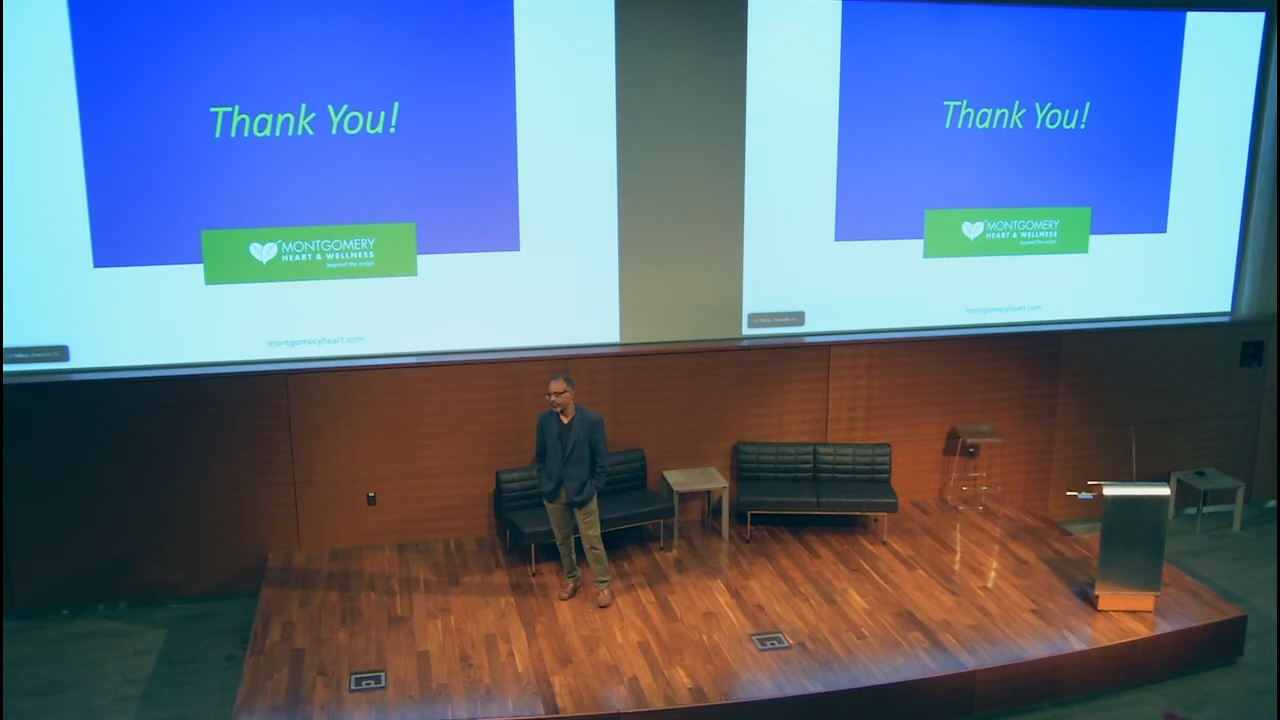 Thank You!
MONTGOMERY
HEART & WELLNESS
beyond the script
montgomeryheart.com
Thank You!
MONTGOMERY
HEART & WELLNESS
beyond the script
montgomeryheart.com